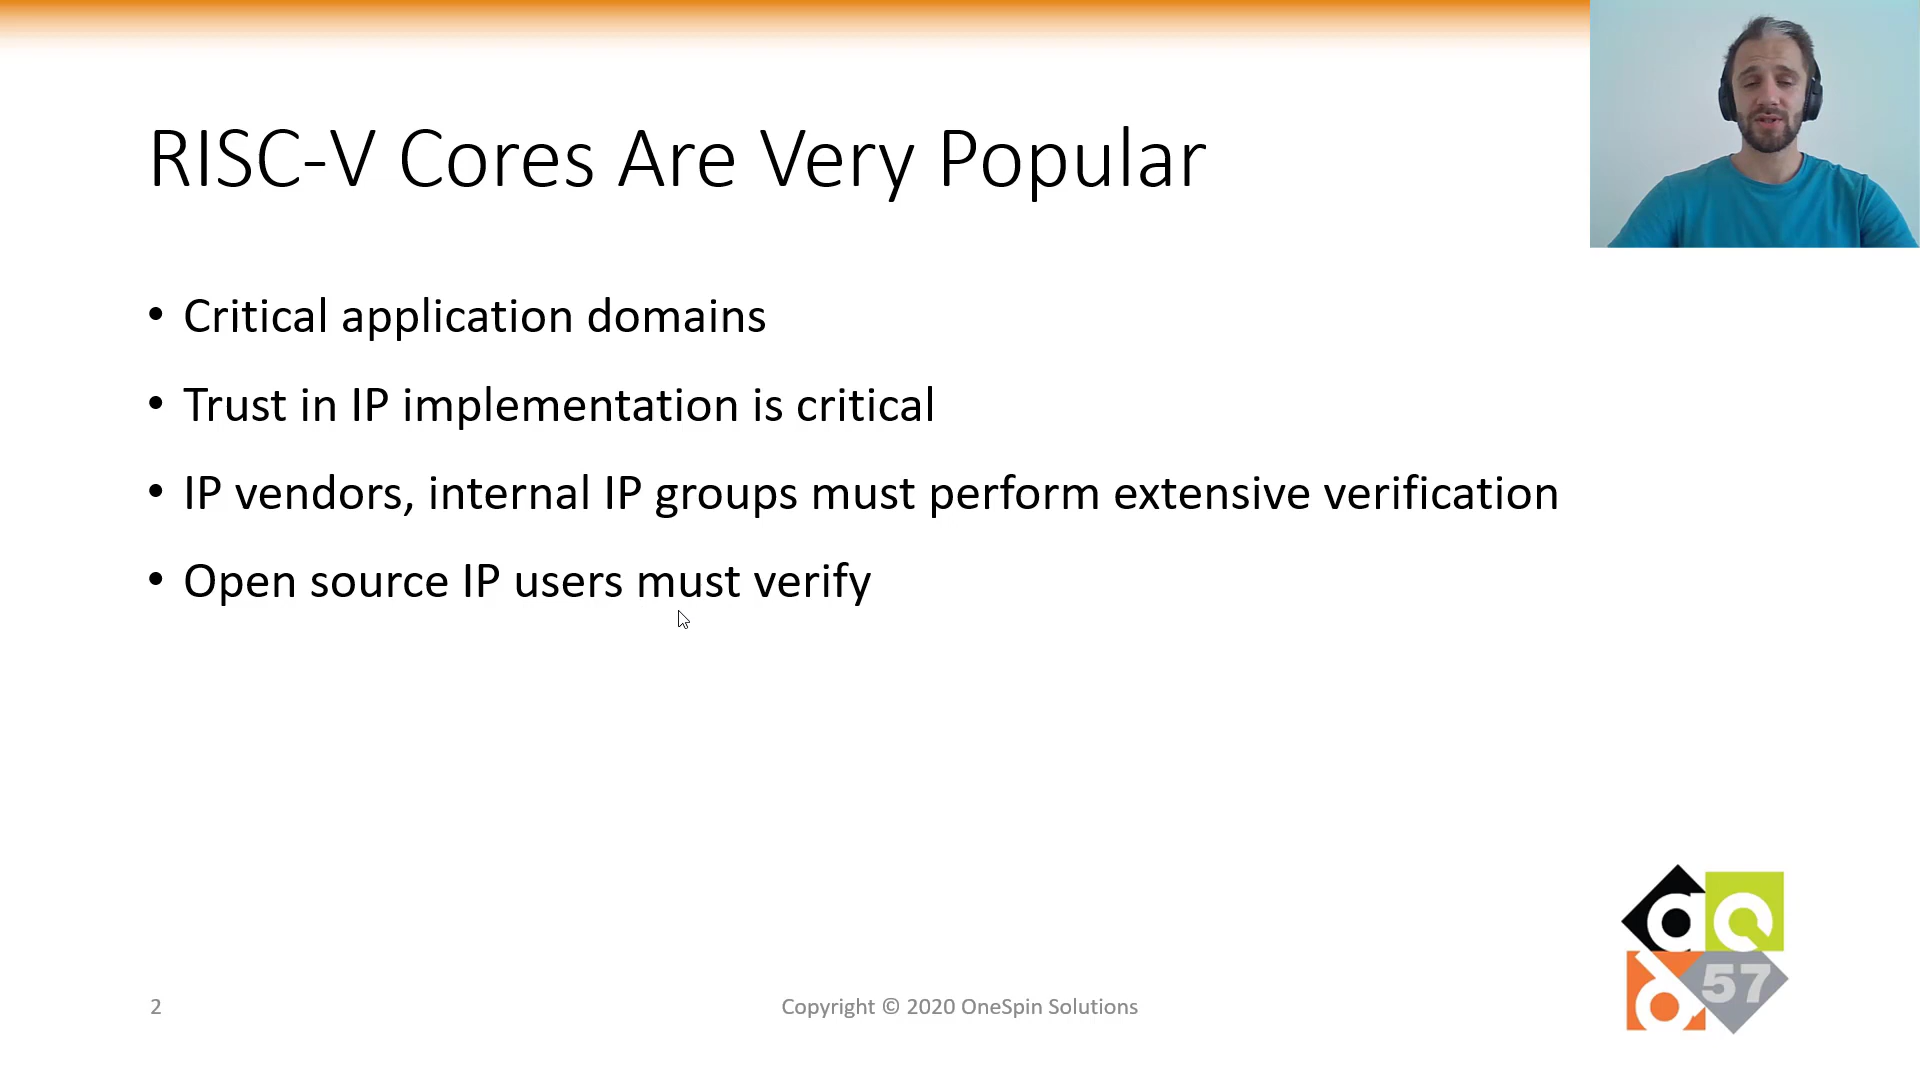 RISC-V Cores Are Very Popular
• Critical application domains
• Trust in IP implementation is critical
• IP vendors, internal IP groups must perform extensive verification
• Open source IP users must verify
57
2
Copyright © 2020 OneSpin Solutions